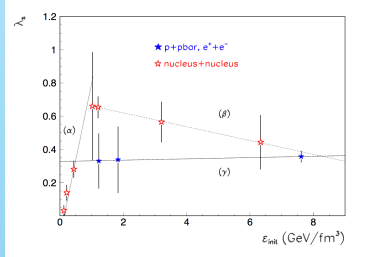 λπ
1.2
1
0.8
0.6
0.4
0.2
0
2
4
6
8
★ p+pbar, e⁺+e⁻
☆ nucleus+nucleus
(α)
(β)
(γ)
ε_init (GeV/fm³)